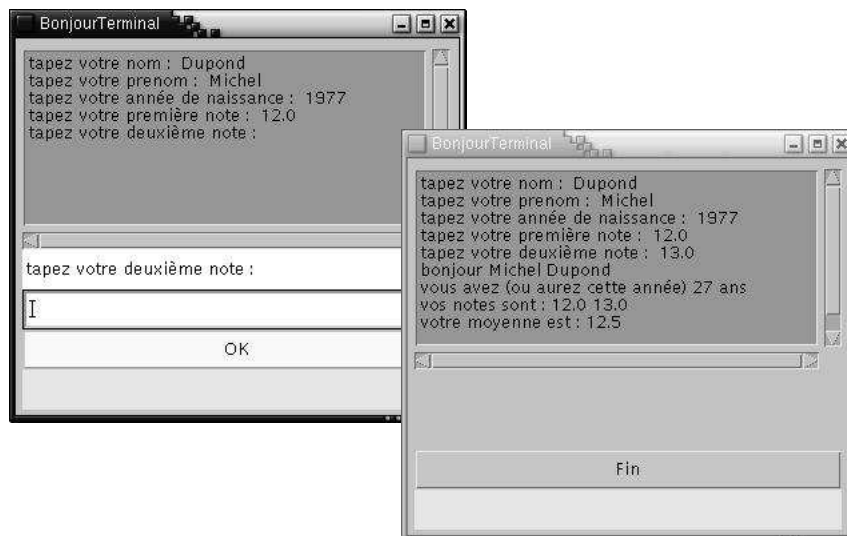 BonjourTerminal
tapez votre nom : Dupond
tapez votre prenom : Michel
tapez votre année de naissance : 1977
tapez votre première note : 12.0
tapez votre deuxième note :
tapez votre deuxième note :
OK
BonjourTerminal
tapez votre nom : Dupond
tapez votre prenom : Michel
tapez votre année de naissance : 1977
tapez votre première note : 12.0
tapez votre deuxième note : 13.0
bonjour Michel Dupond
vous avez (ou aurez cette année) 27 ans
vos notes sont : 12.0 13.0
votre moyenne est : 12.5
Fin